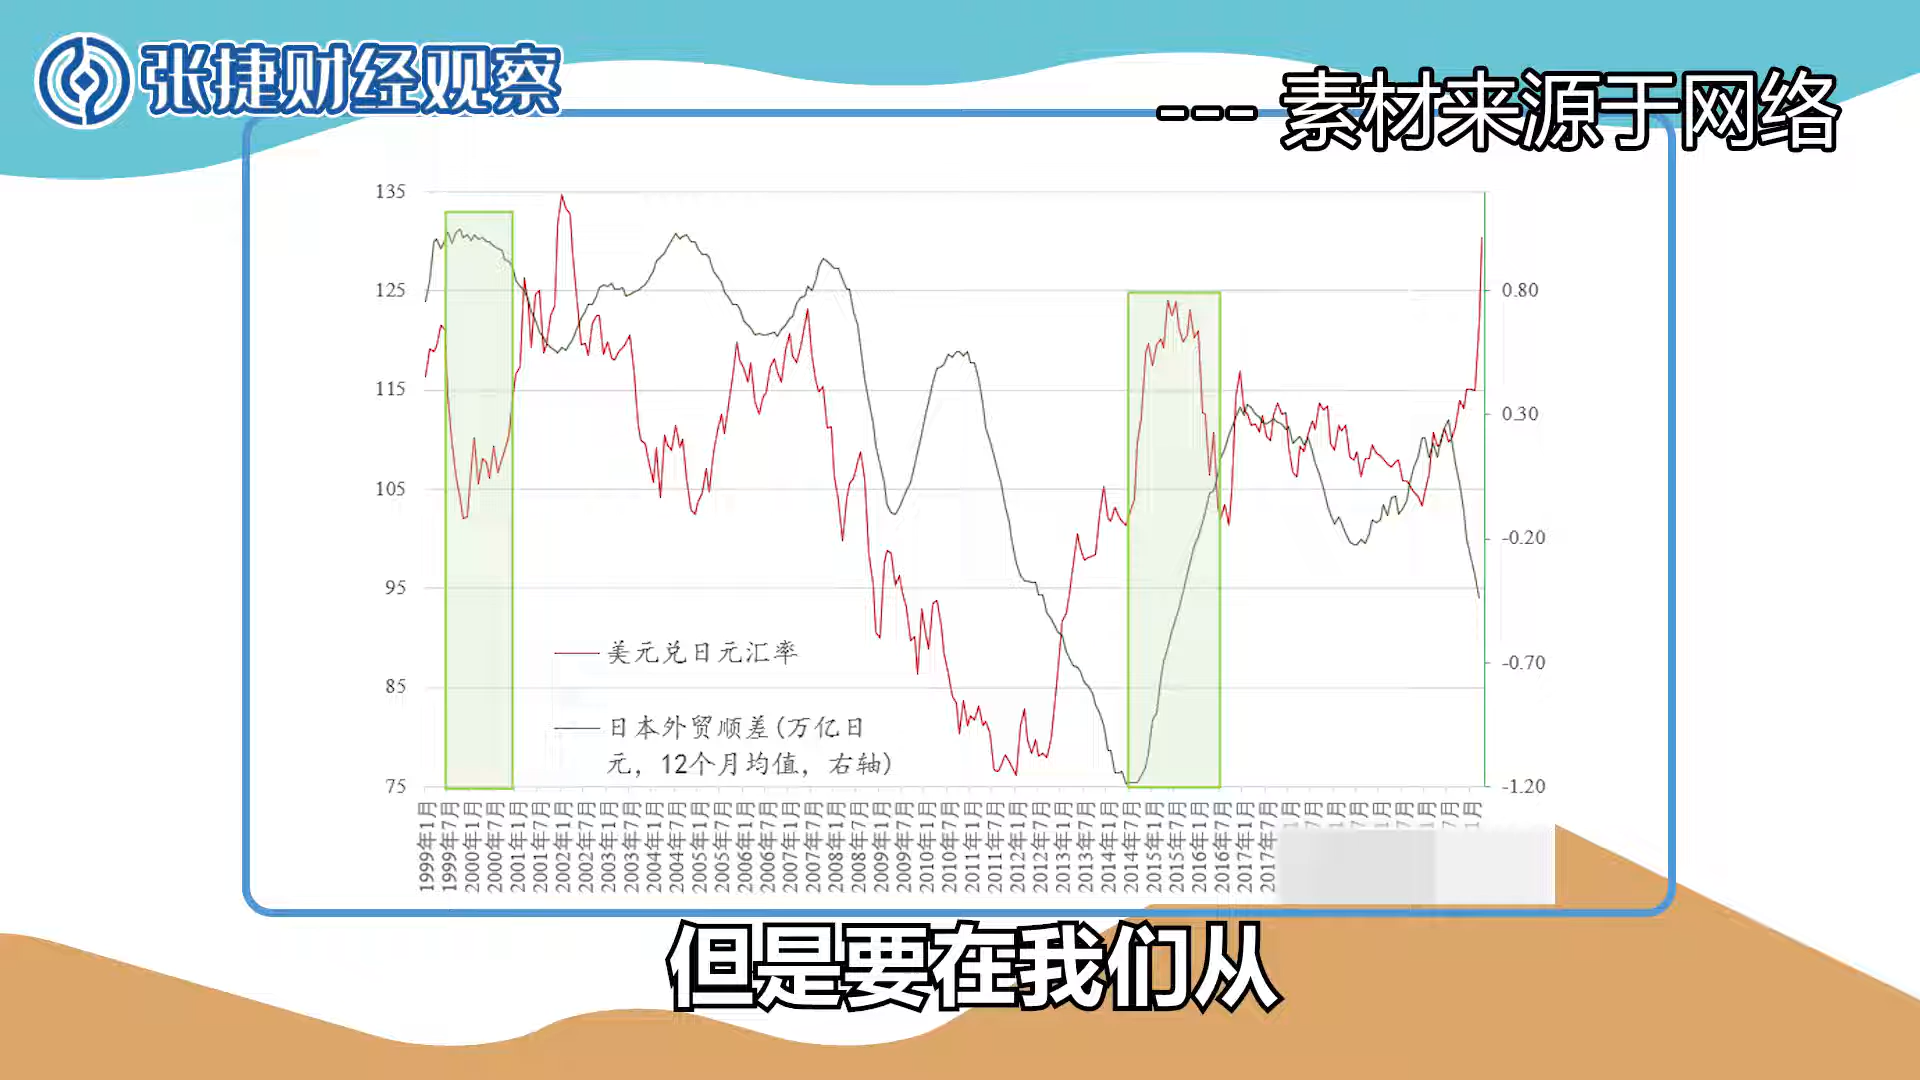 张捷财经观察
--- 素材来源于网络
135
125
115
105
95
85
75
0.80
0.30
-0.20
-0.70
-1.20
美元兑日元汇率
日本外贸顺差(万亿日
元，12个月均值，右轴)
1999年1月
1999年7月
2000年1月
2000年7月
2001年1月
2001年7月
2002年1月
2002年7月
2003年1月
2003年7月
2004年1月
2004年7月
2005年1月
2005年7月
2006年1月
2006年7月
2007年1月
2007年7月
2008年1月
2008年7月
2009年1月
2009年7月
2010年1月
2010年7月
2011年1月
2011年7月
2012年1月
2012年7月
2013年1月
2013年7月
2014年1月
2014年7月
2015年1月
2015年7月
2016年1月
2016年7月
2017年1月
2017年7月
但是要在我们从